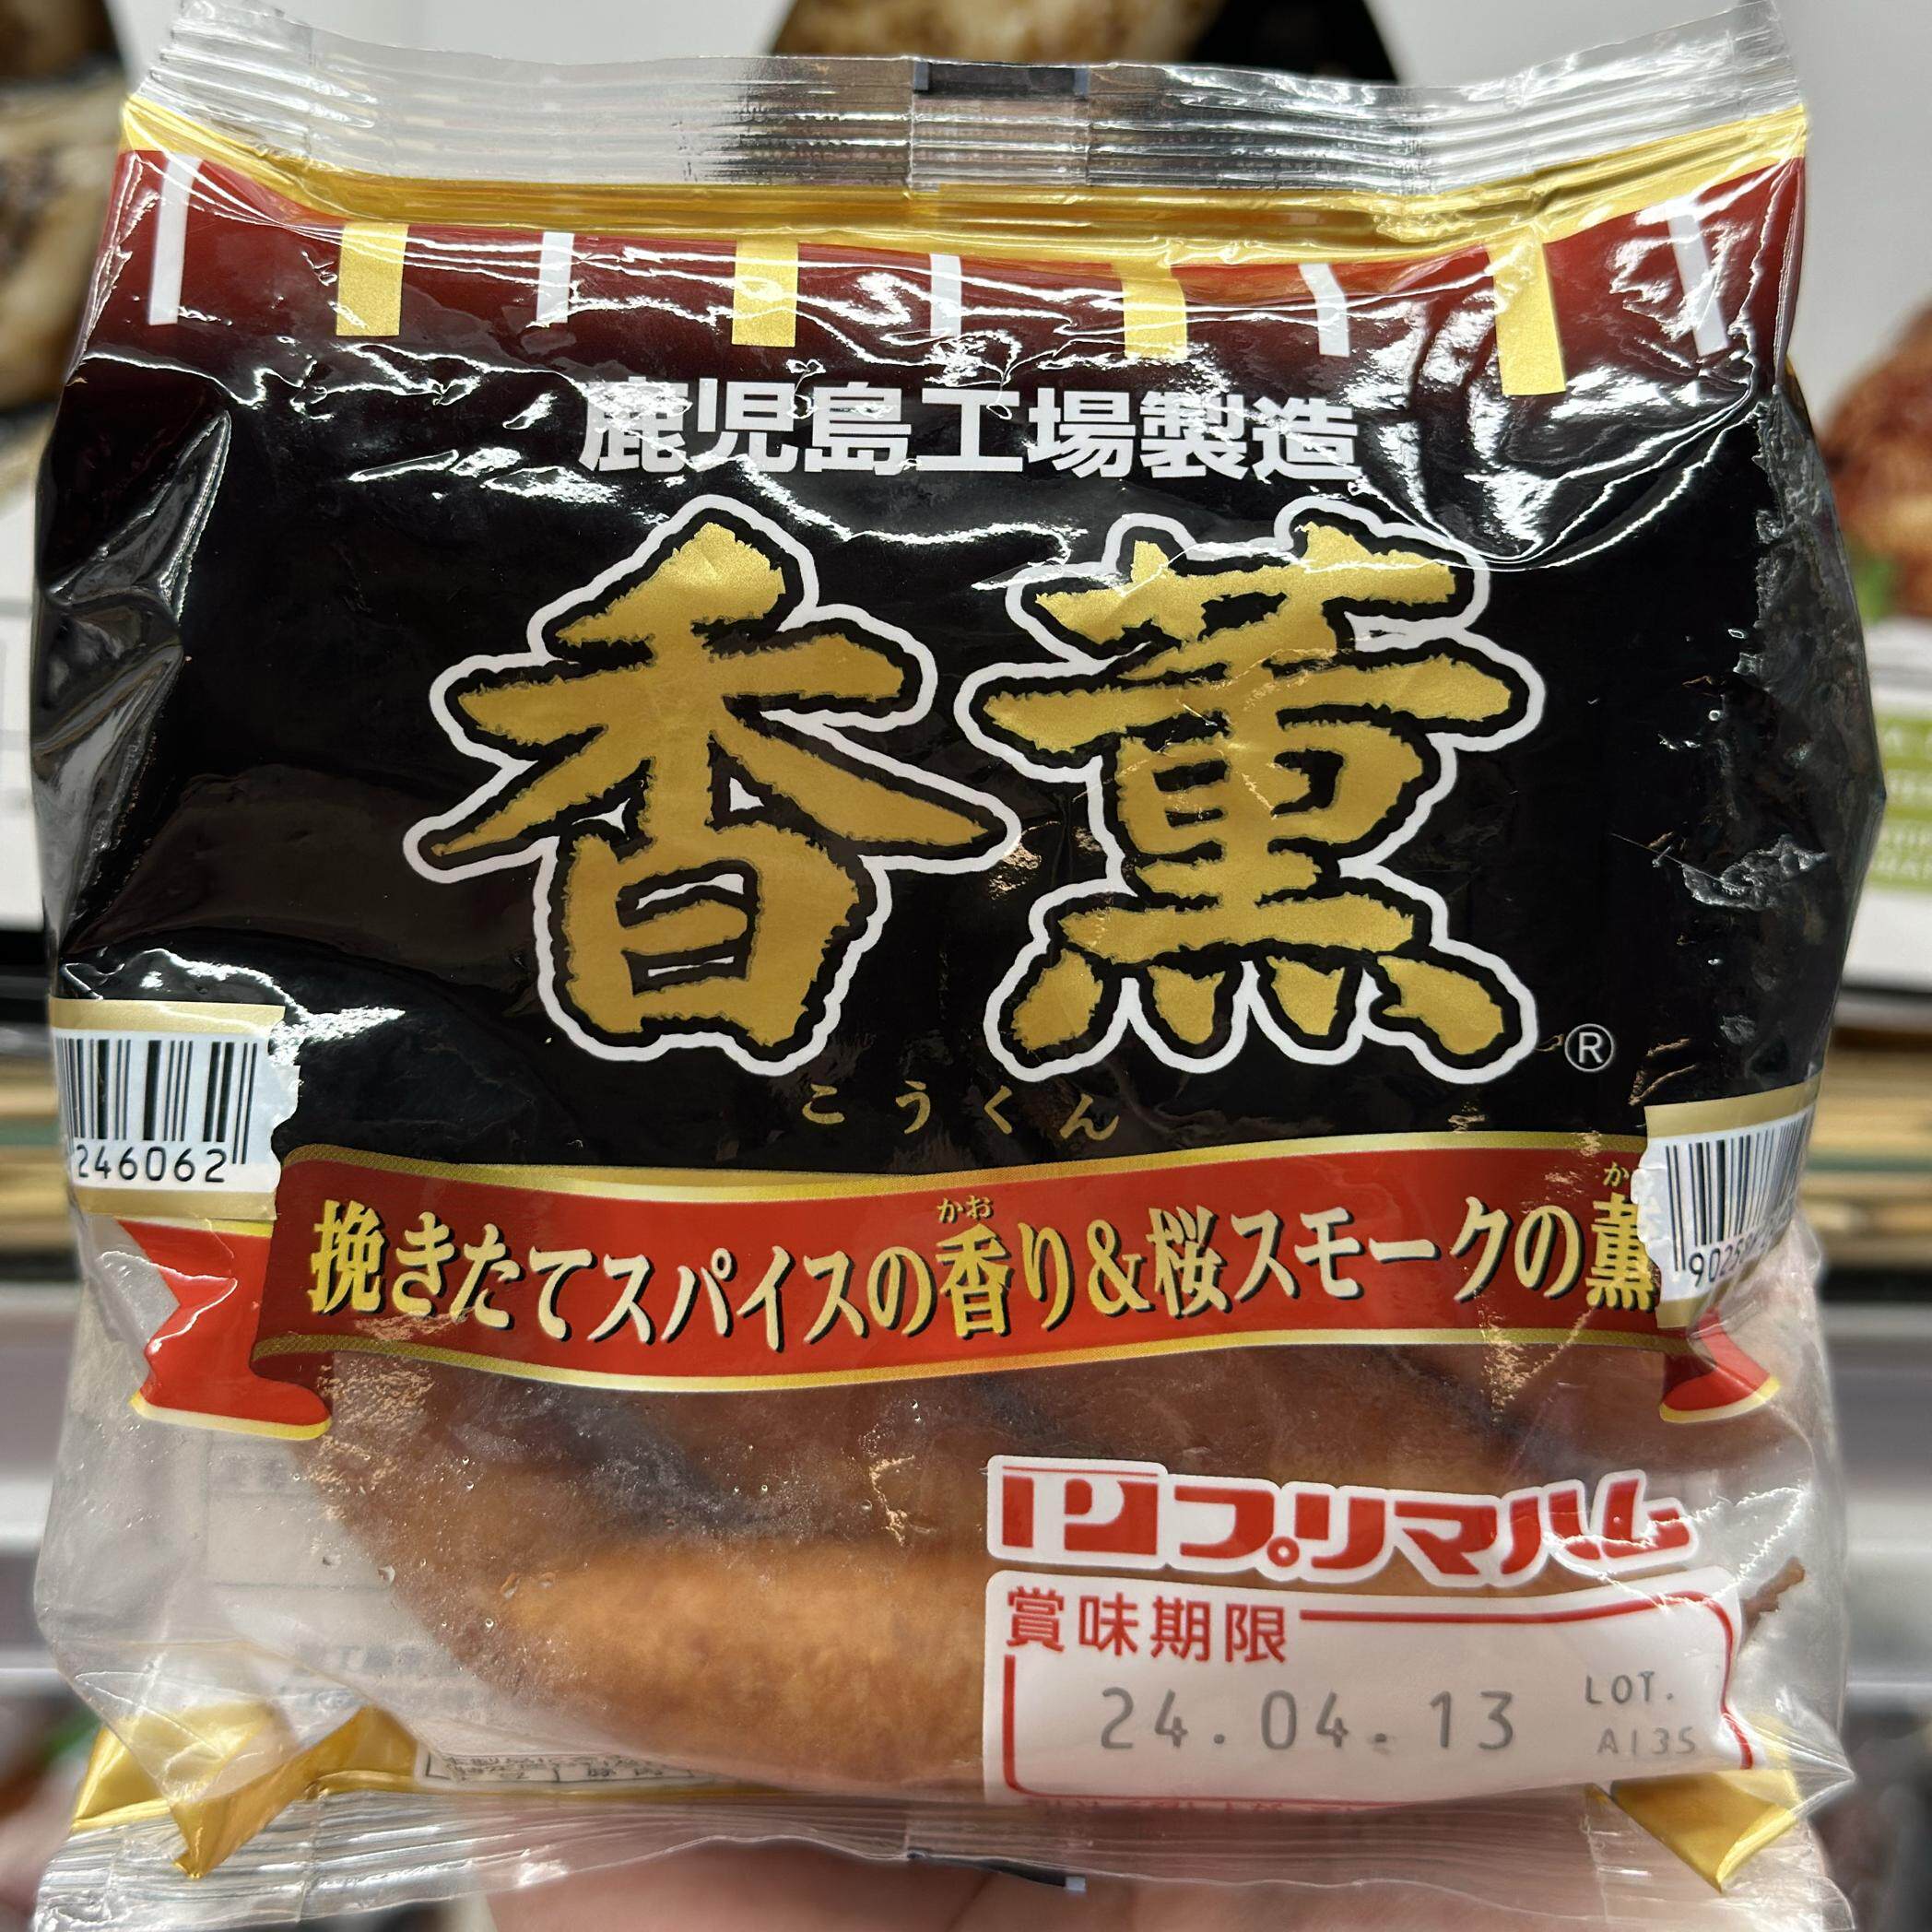 鹿児島工場製造
香薫
®
こうくん
246062
かお
挽きたてスパイスの香り&桜スモークの薫
プリマハム
賞味期限
24.04.13
LOT.
A135